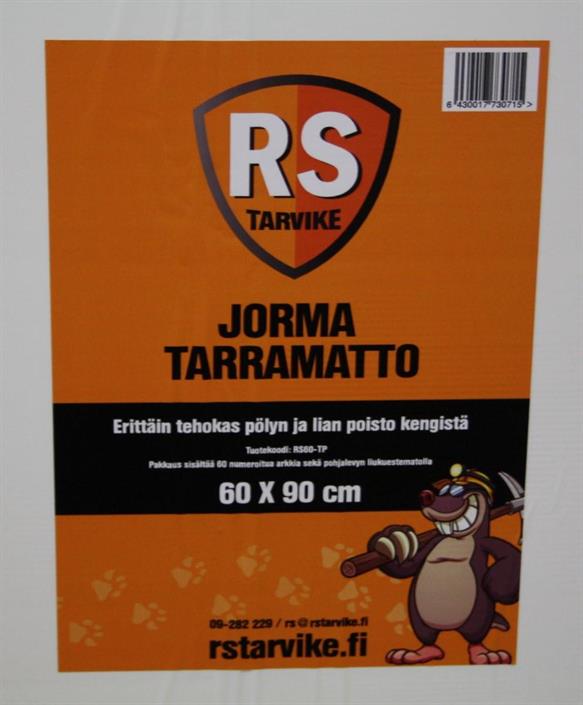 6 430017 730715 >
RS
TARVIKE
JORMA
TARRAMATTO
Erittäin tehokas pölyn ja lian poisto kengistä
Tuotekoodi: RS60-TP
Pakkaus sisältää 60 numeroitua arkkia sekä pohjalevyn liukuestematolla
60 X 90 cm
09-282 229 / rs@rstarvike.fi
rstarvike.fi